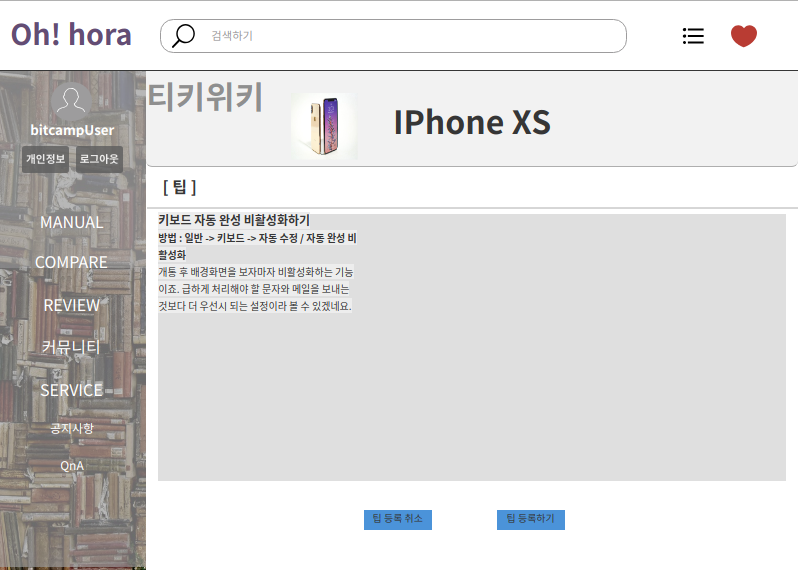 Oh! hora
검색하기
bitcampUser
개인정보
로그아웃
MANUAL
COMPARE
REVIEW
커뮤니티
SERVICE
공지사항
QnA
티키위키
IPhone XS
[ 팁 ]
키보드 자동 완성 비활성화하기
방법 : 일반 -> 키보드 -> 자동 수정 / 자동 완성 비
활성화
개통 후 배경화면을 보자마자 비활성화하는 기능
이죠. 급하게 처리해야 할 문자와 메일을 보내는
것보다 더 우선시 되는 설정이라 볼 수 있겠네요.
팁 등록 취소
팁 등록하기